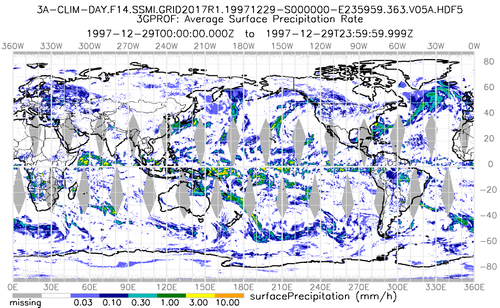 3A-CLIM-DAY.F14.SSMI.GRID2017R1.19971229-S000000-E235959.363.V05A.HDF5
3GPROF: Average Surface Precipitation Rate
1997-12-29T00:00:00.000Z to 1997-12-29T23:59:59.999Z
360W 330W 300W 270W 240W 210W 180W 150W 120W 90W 60W 30W 0W
80
60
40
20
0
-20
-40
-60
-80
0E 30E 60E 90E 120E 150E 180E 210E 240E 270E 300E 330E 360E
missing 0.03 0.10 0.30 1.00 3.00 10.00 surfacePrecipitation (mm/h)